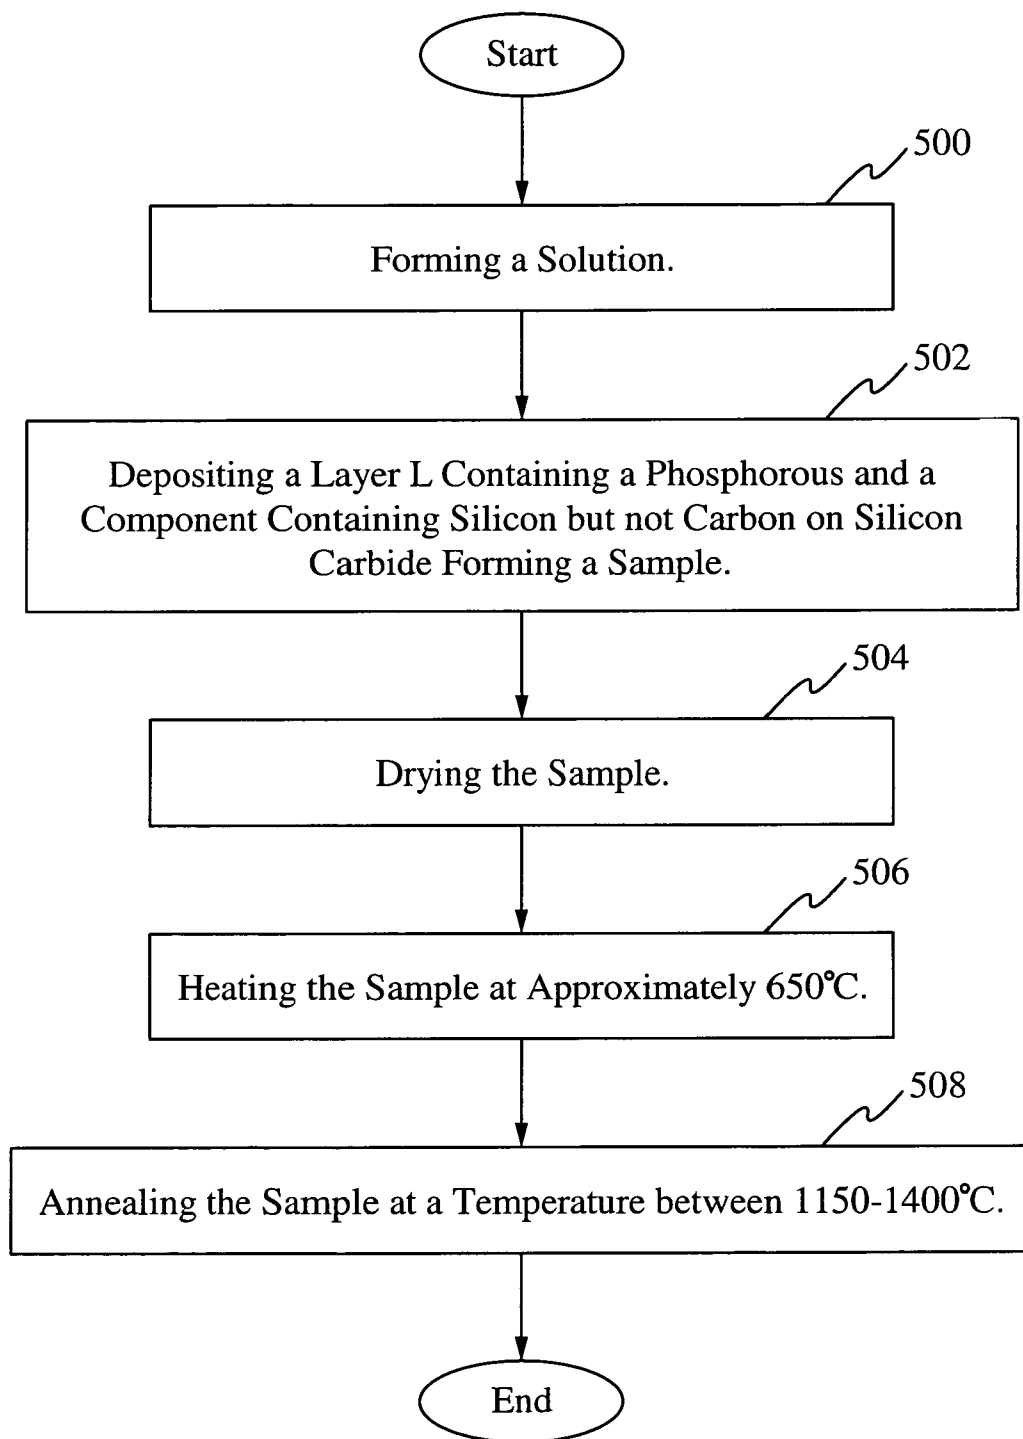 Start
500
Forming a Solution.
502
Depositing a Layer L Containing a Phosphorous and a
Component Containing Silicon but not Carbon on Silicon
Carbide Forming a Sample.
504
Drying the Sample.
506
Heating the Sample at Approximately 650°C.
508
Annealing the Sample at a Temperature between 1150-1400°C.
End